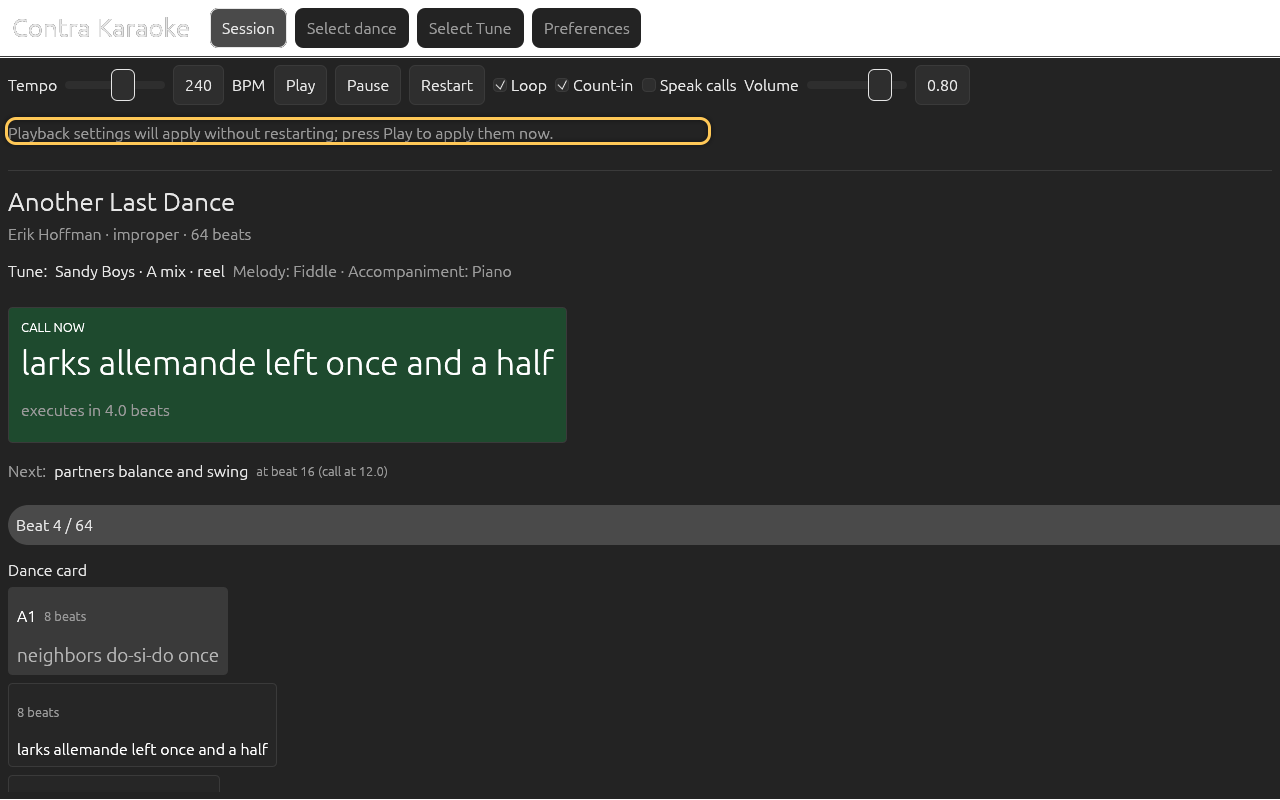 Contra Karaoke Session Select dance Select Tune Preferences
Tempo 240 BPM Play Pause Restart Loop Count-in Speak calls Volume 0.80
Playback settings will apply without restarting; press Play to apply them now.
Another Last Dance
Erik Hoffman · improper · 64 beats
Tune: Sandy Boys · A mix · reel Melody: Fiddle · Accompaniment: Piano
CALL NOW
larks allemande left once and a half
executes in 4.0 beats
Next: partners balance and swing at beat 16 (call at 12.0)
Beat 4 / 64
Dance card
A1 8 beats
neighbors do-si-do once
8 beats
larks allemande left once and a half